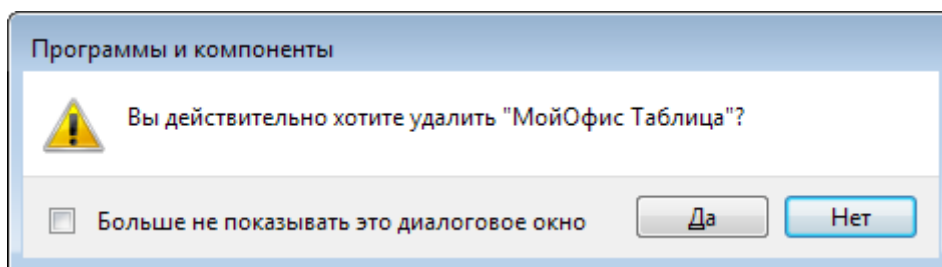 Программы и компоненты
Вы действительно хотите удалить "МойОфис Таблица"?
Больше не показывать это диалоговое окно
Да
Нет